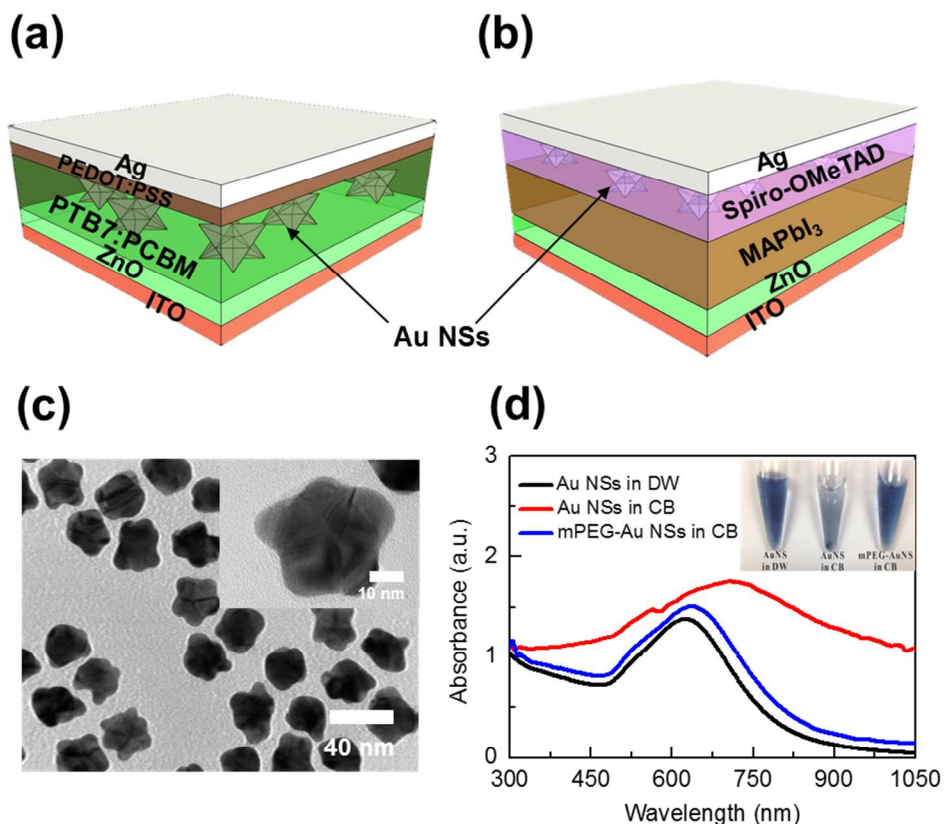 (a)
Ag
PEDOT:PSS
PTB7:PCBM
ZnO
ITO
(b)
Ag
Spiro-OMeTAD
MAPbI₃
ZnO
ITO
Au NSs
(c)
10 nm
40 nm
(d)
Absorbance (a.u.)
3
2
1
0
Au NSs in DW
Au NSs in CB
mPEG-Au NSs in CB
AuNS in DW
AuNS in CB
mPEG-AuNS in CB
300 450 600 750 900 1050
Wavelength (nm)